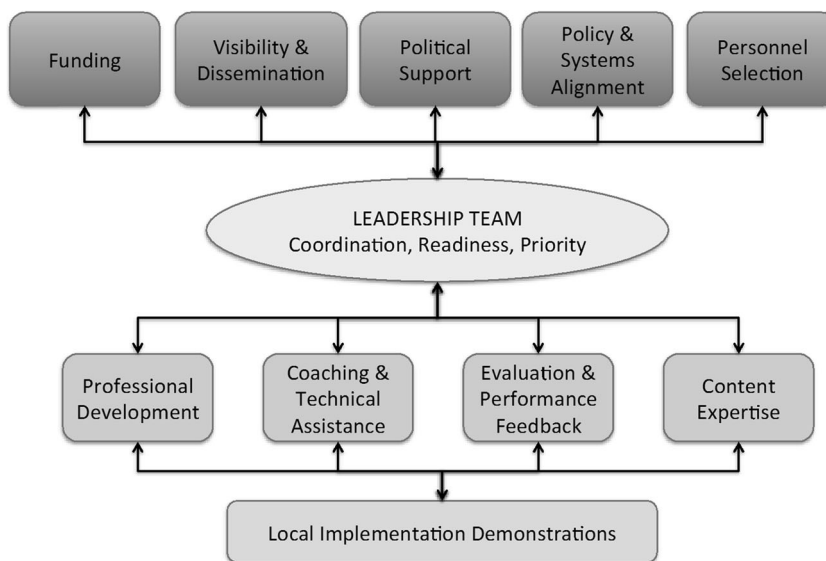 Funding
Visibility &
Dissemination
Political
Support
Policy &
Systems
Alignment
Personnel
Selection
LEADERSHIP TEAM
Coordination, Readiness, Priority
Professional
Development
Coaching &
Technical
Assistance
Evaluation &
Performance
Feedback
Content
Expertise
Local Implementation Demonstrations